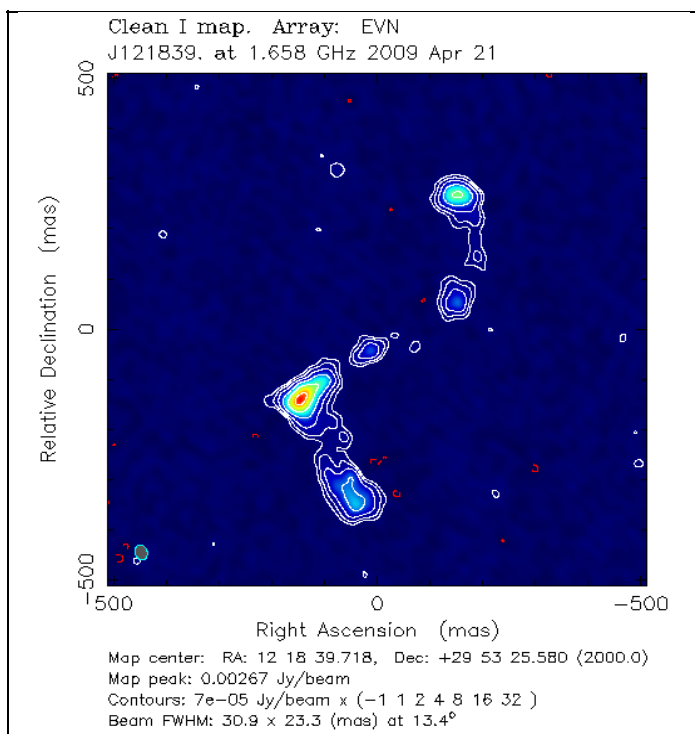 Clean I map. Array: EVN
J121839. at 1.658 GHz 2009 Apr 21
500
Relative Declination (mas)
0
500
500
0
−500
Right Ascension (mas)
Map center: RA: 12 18 39.718, Dec: +29 53 25.580 (2000.0)
Map peak: 0.00267 Jy/beam
Contours: 7e−05 Jy/beam x (−1 1 2 4 8 16 32 )
Beam FWHM: 30.9 x 23.3 (mas) at 13.4°